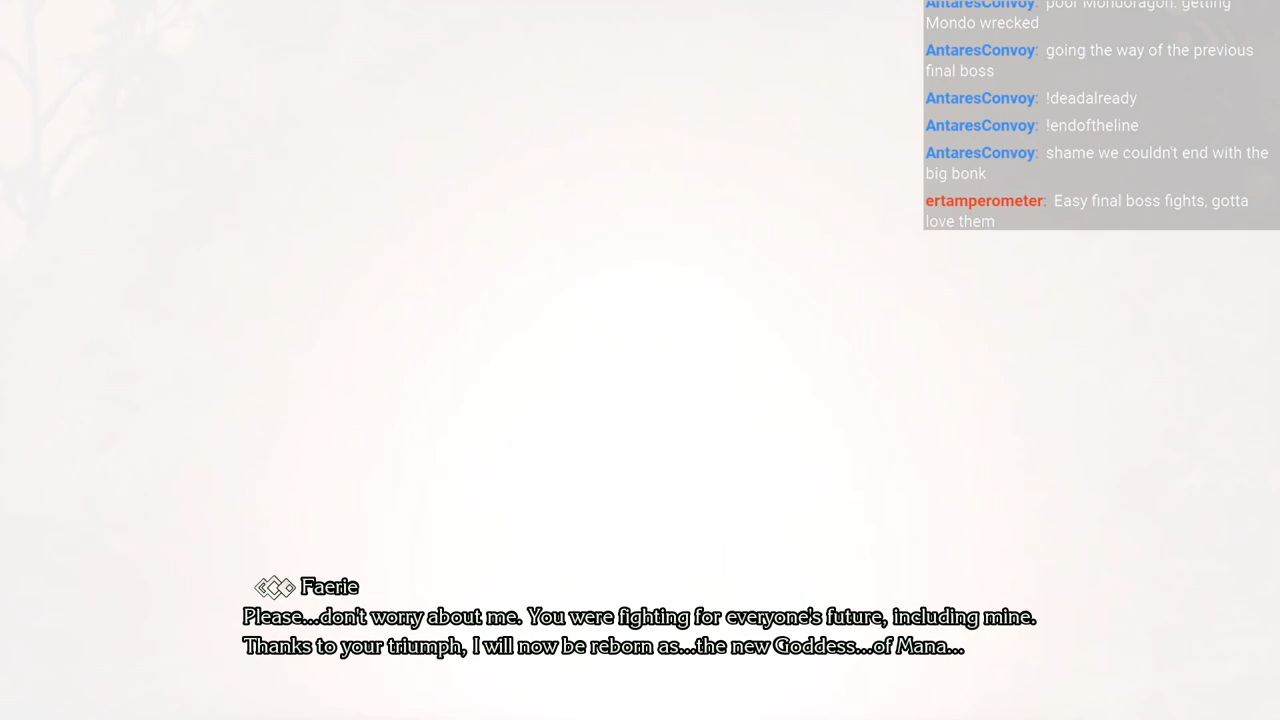 AntaresConvoy: poor Mondoragon. getting
Mondo wrecked
AntaresConvoy: going the way of the previous
final boss
AntaresConvoy: !deadalready
AntaresConvoy: !endoftheline
AntaresConvoy: shame we couldn't end with the
big bonk
ertamperometer: Easy final boss fights, gotta
love them
Faerie
Please...don't worry about me. You were fighting for everyone's future, including mine.
Thanks to your triumph, I will now be reborn as...the new Goddess...of Mana...